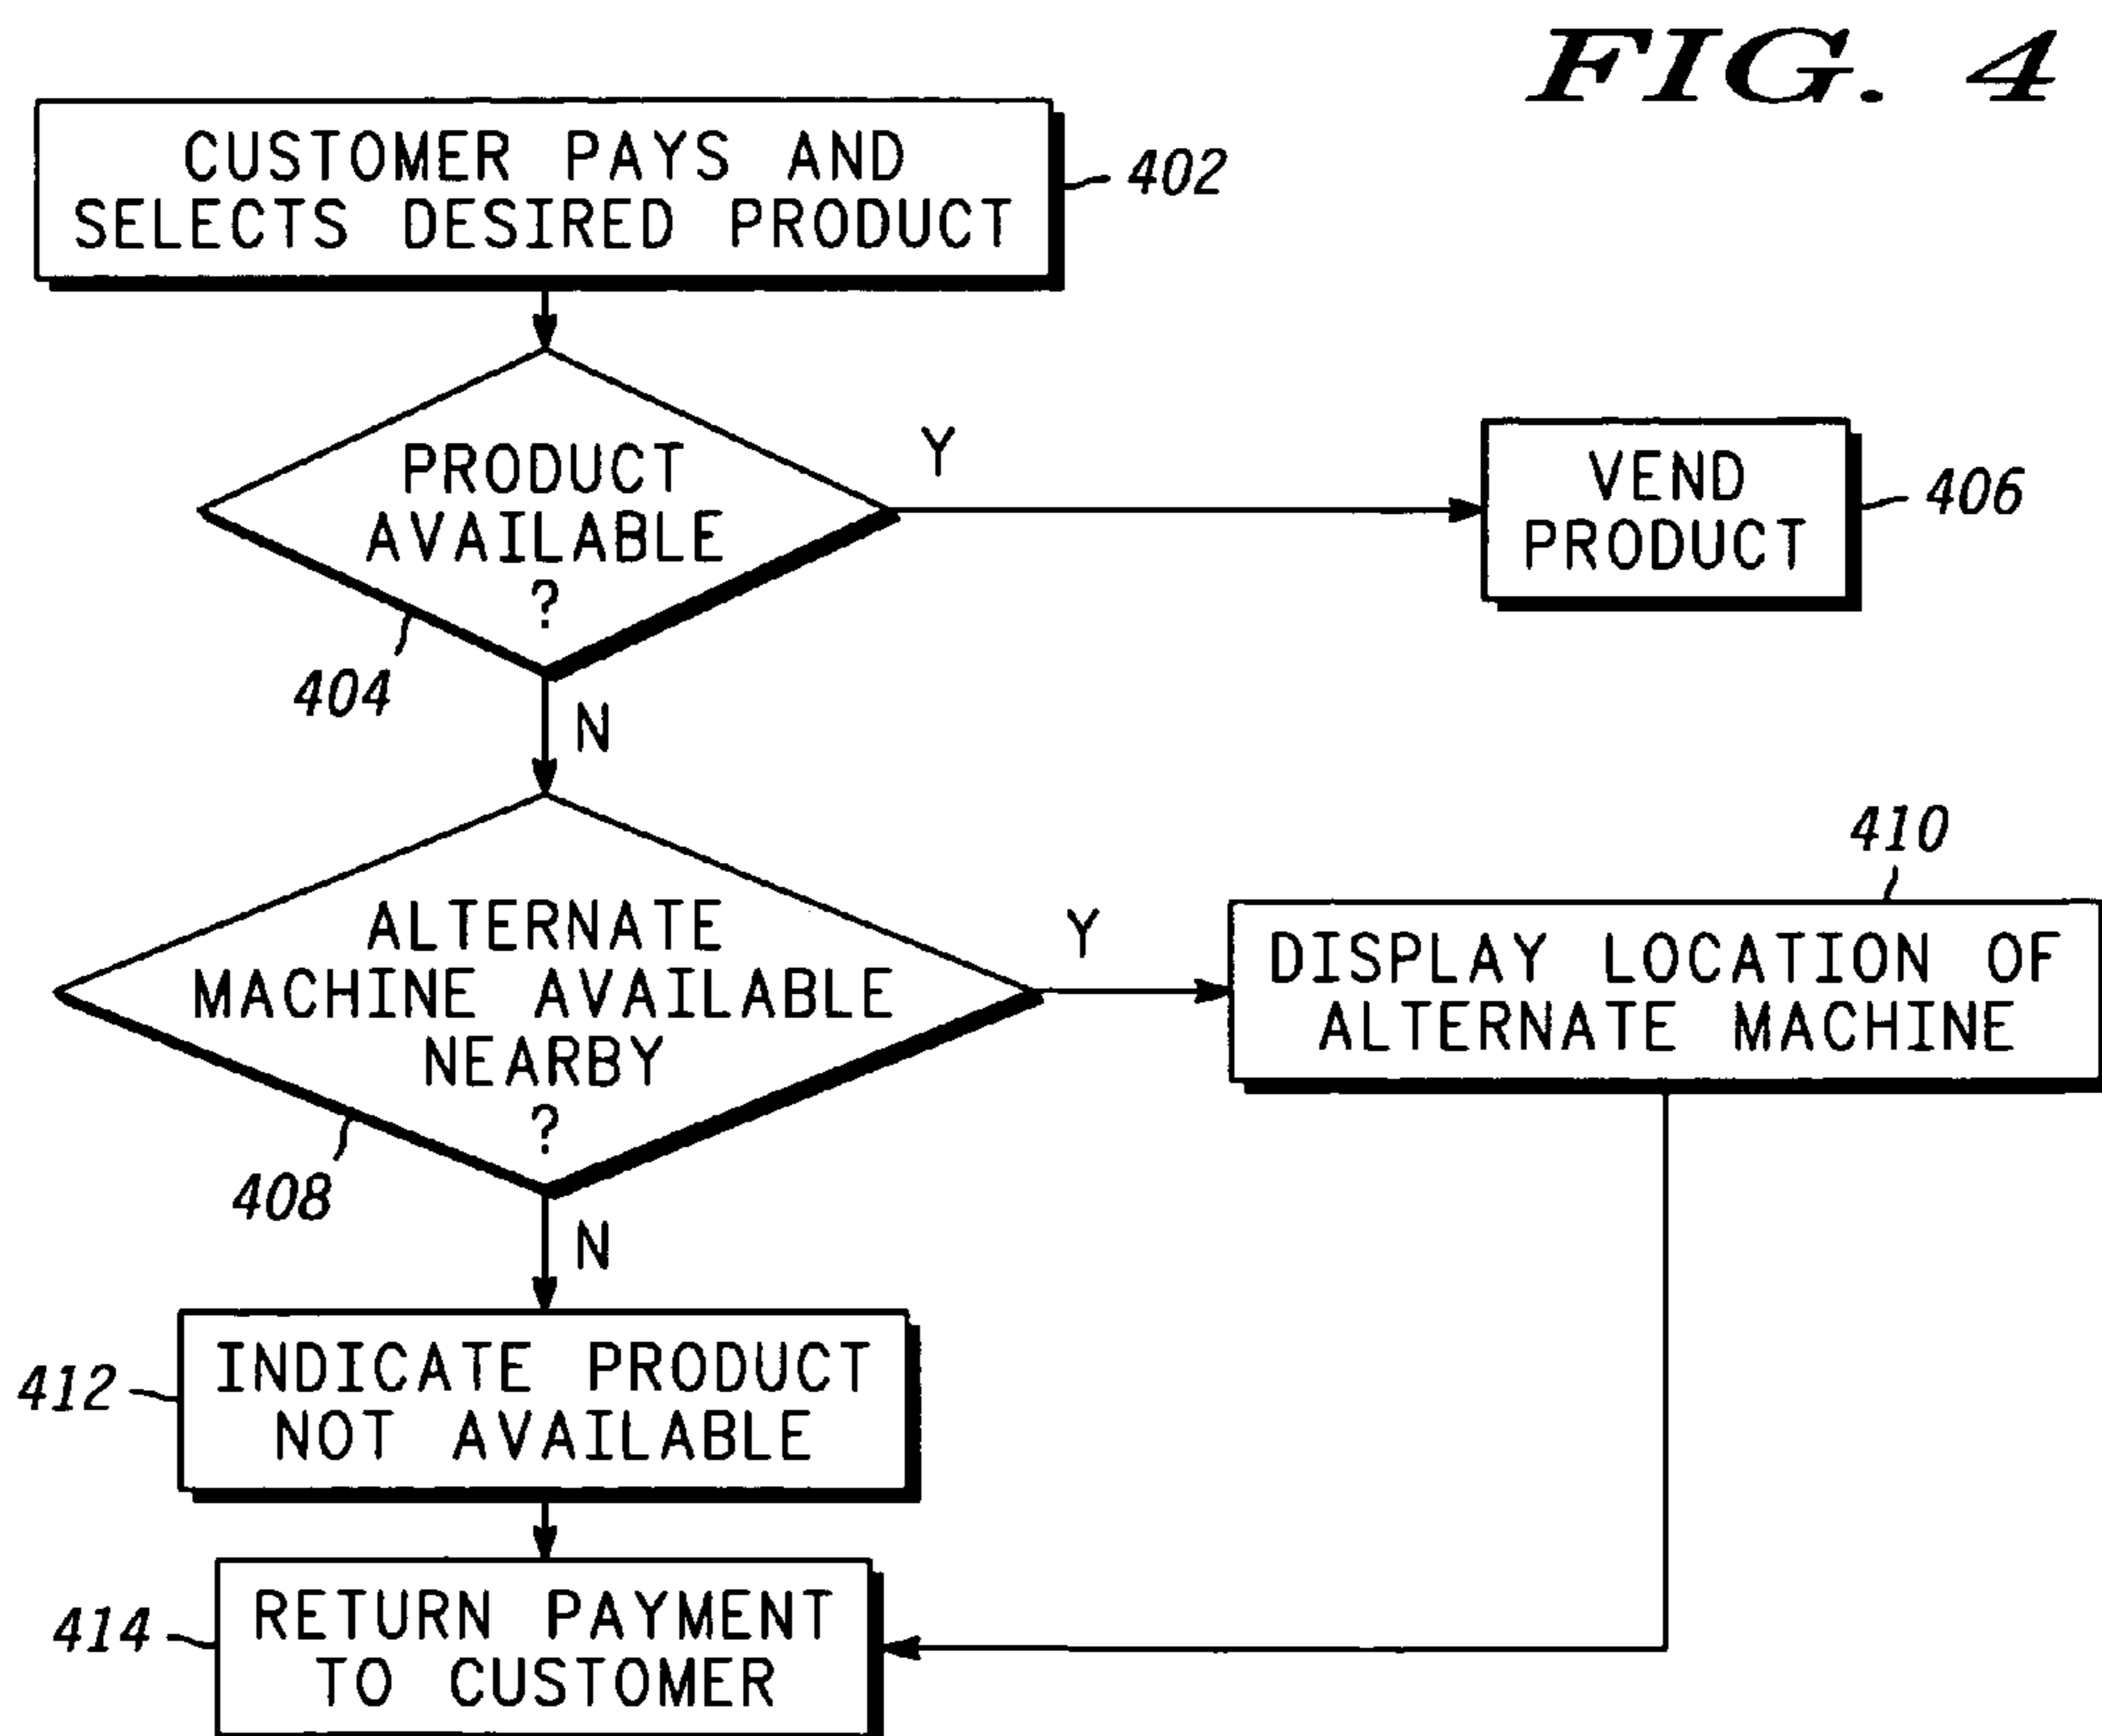 FIG. 4
CUSTOMER PAYS AND
SELECTS DESIRED PRODUCT
402
PRODUCT
AVAILABLE
?
404
Y
VEND
PRODUCT
406
N
ALTERNATE
MACHINE AVAILABLE
NEARBY
?
408
Y
410
DISPLAY LOCATION OF
ALTERNATE MACHINE
N
412
INDICATE PRODUCT
NOT AVAILABLE
414
RETURN PAYMENT
TO CUSTOMER